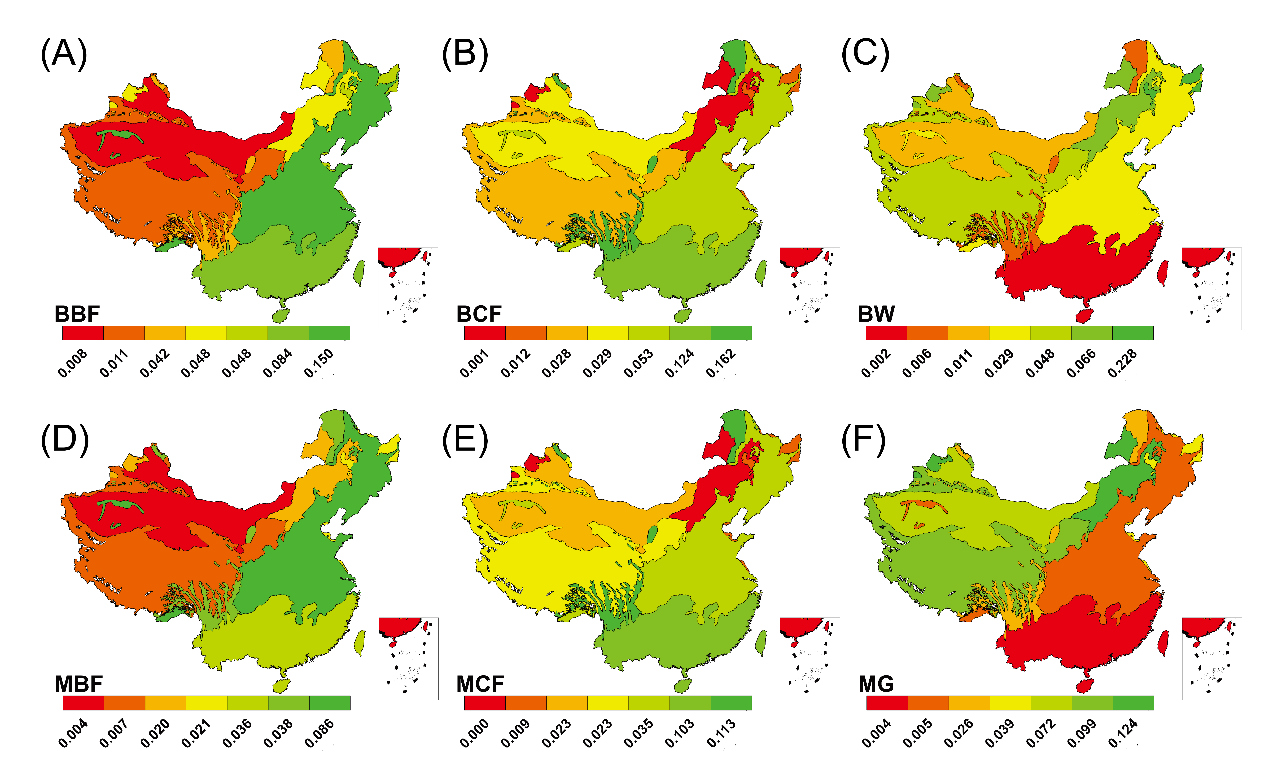 (A) (B) (C)
BBF BCF BW
0.008 0.011 0.042 0.048 0.048 0.084 0.150 0.001 0.012 0.028 0.029 0.053 0.124 0.162 0.002 0.006 0.011 0.029 0.048 0.066 0.228
(D) (E) (F)
MBF MCF MG
0.004 0.007 0.020 0.021 0.036 0.038 0.086 0.000 0.009 0.023 0.023 0.035 0.103 0.113 0.004 0.005 0.026 0.039 0.072 0.099 0.124